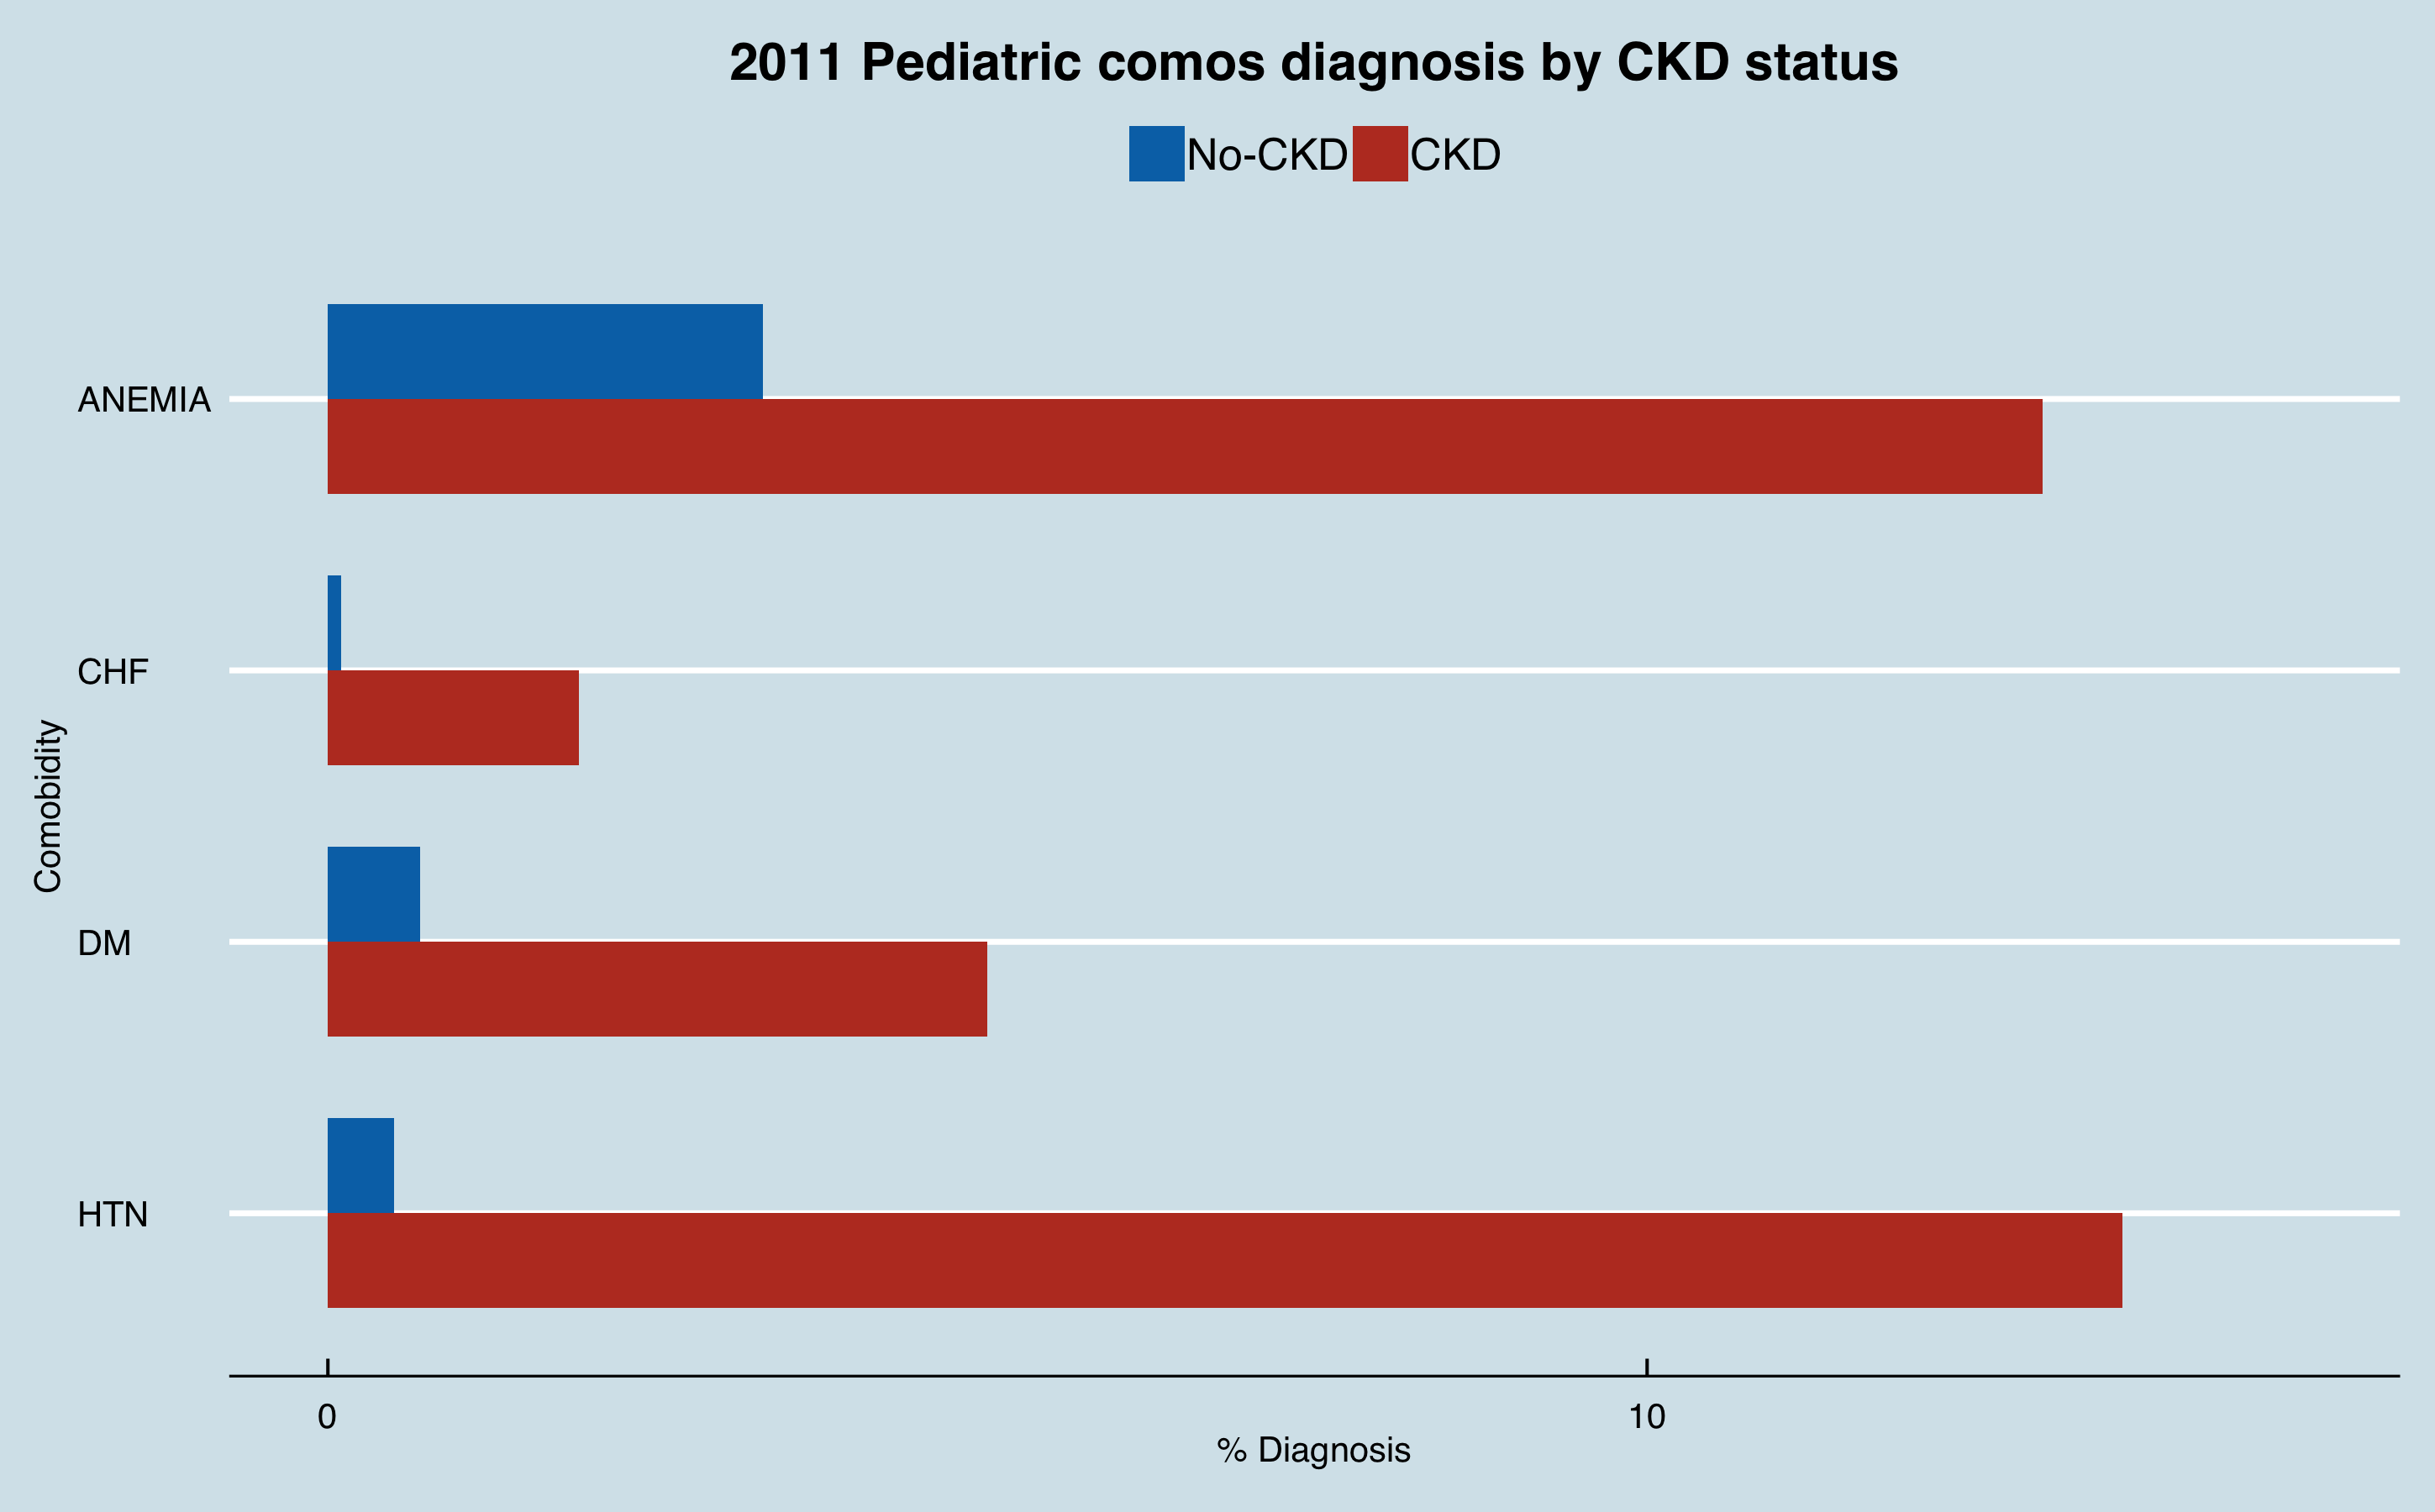 2011 Pediatric comos diagnosis by CKD status
No-CKD CKD
ANEMIA
CHF
DM
HTN
Comobidity
0 10
% Diagnosis